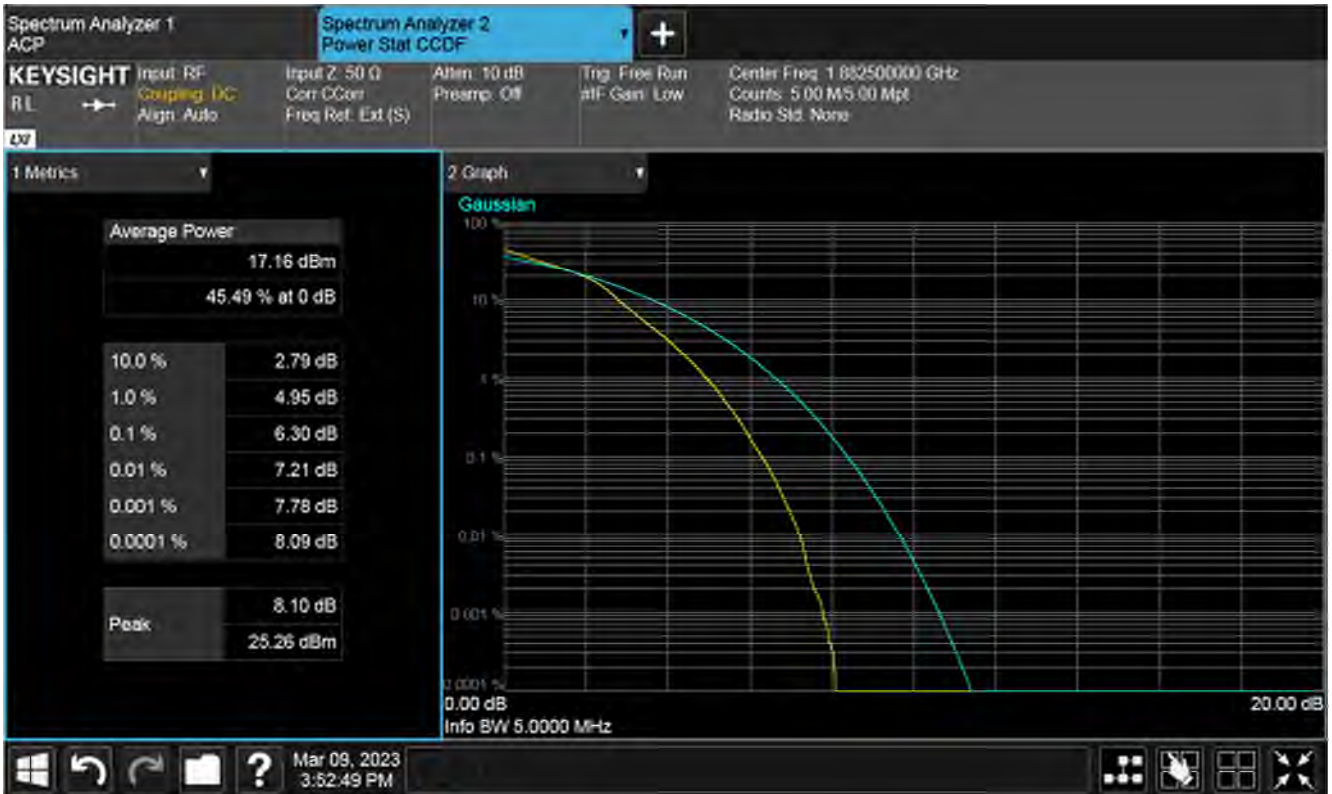 Spectrum Analyzer 1
ACP
Spectrum Analyzer 2
Power Stat CCDF
KEYSIGHT
RL
LXI
Input: RF
Coupling: DC
Align: Auto
Input Z: 50 Ω
Corr CCorr
Freq Ref: Ext (S)
Atten: 10 dB
Preamp: Off
Trig: Free Run
#IF Gain: Low
Center Freq: 1.882500000 GHz
Counts: 5.00 M/5.00 Mpt
Radio Std: None
1 Metrics
Average Power
17.16 dBm
45.49 % at 0 dB
10.0 % 2.79 dB
1.0 % 4.95 dB
0.1 % 6.30 dB
0.01 % 7.21 dB
0.001 % 7.78 dB
0.0001 % 8.09 dB
Peak
8.10 dB
25.26 dBm
2 Graph
Gaussian
100 %
10 %
1 %
0.1 %
0.01 %
0.001 %
0.0001 %
0.00 dB
20.00 dB
Info BW 5.0000 MHz
?
Mar 09, 2023
3:52:49 PM